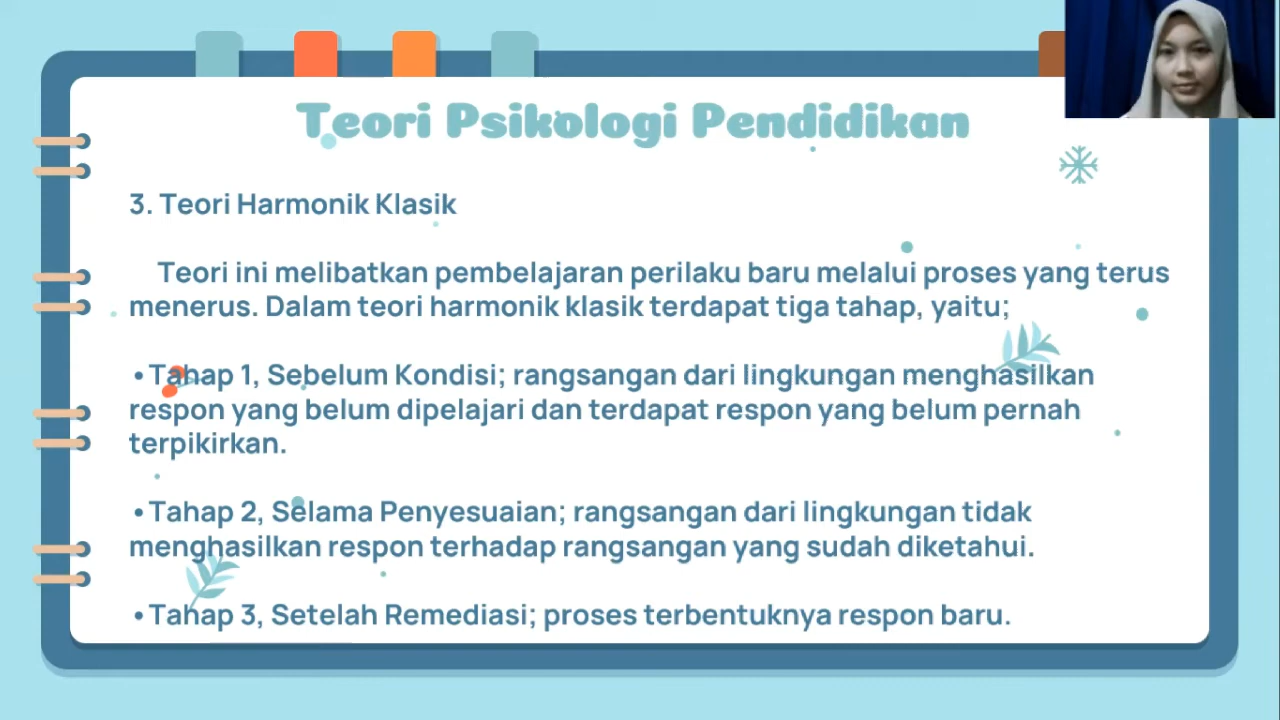 Teori Psikologi Pendidikan
3. Teori Harmonik Klasik
Teori ini melibatkan pembelajaran perilaku baru melalui proses yang terus
menerus. Dalam teori harmonik klasik terdapat tiga tahap, yaitu;
•Tahap 1, Sebelum Kondisi; rangsangan dari lingkungan menghasilkan
respon yang belum dipelajari dan terdapat respon yang belum pernah
terpikirkan.
•Tahap 2, Selama Penyesuaian; rangsangan dari lingkungan tidak
menghasilkan respon terhadap rangsangan yang sudah diketahui.
•Tahap 3, Setelah Remediasi; proses terbentuknya respon baru.